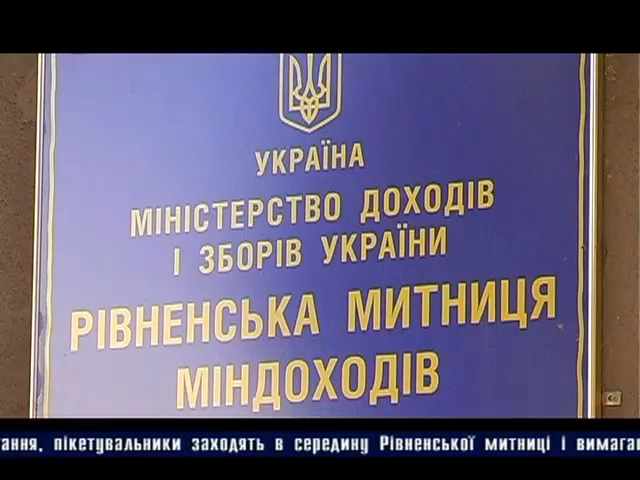 УКРАЇНА
МІНІСТЕРСТВО ДОХОДІВ
І ЗБОРІВ УКРАЇНИ
РІВНЕНСЬКА МИТНИЦЯ
МІНДОХОДІВ
пікетувальники заходять в середину Рівненської митниці і